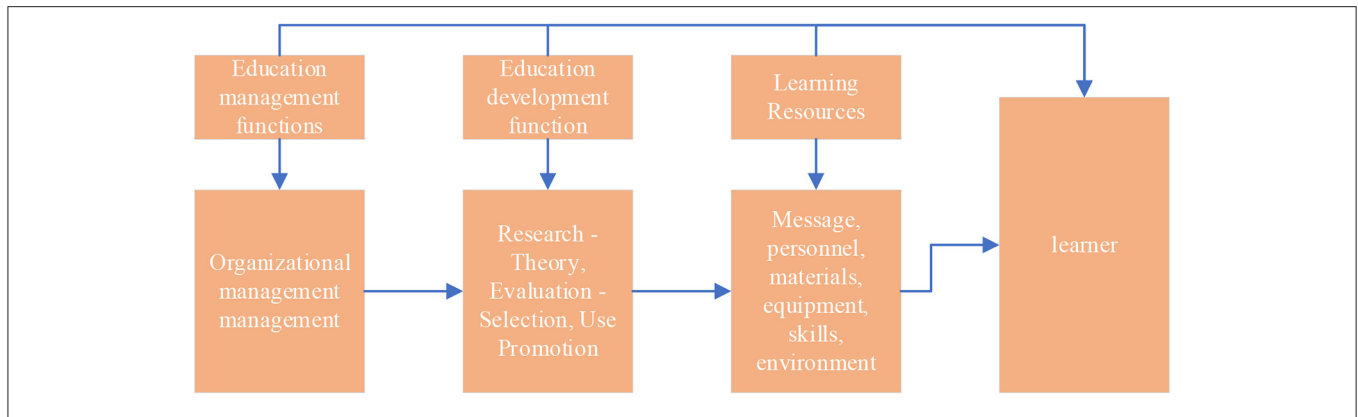 Education
management
functions
Education
development
function
Learning
Resources
Organizational
management
management
Research -
Theory,
Evaluation -
Selection, Use
Promotion
Message,
personnel,
materials,
equipment,
skills,
environment
learner